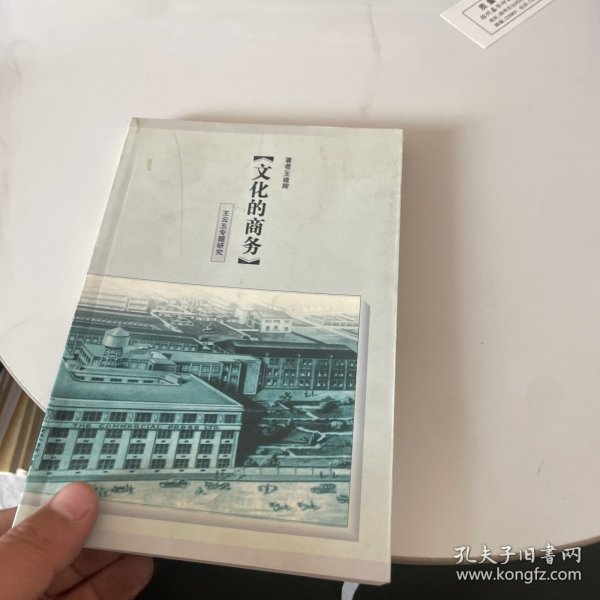 著者 王建辉
【文化的商务】
王云五专题研究
THE COMMERCIAL PRESS LTD.
孔夫子旧书网
www.kongfz.com